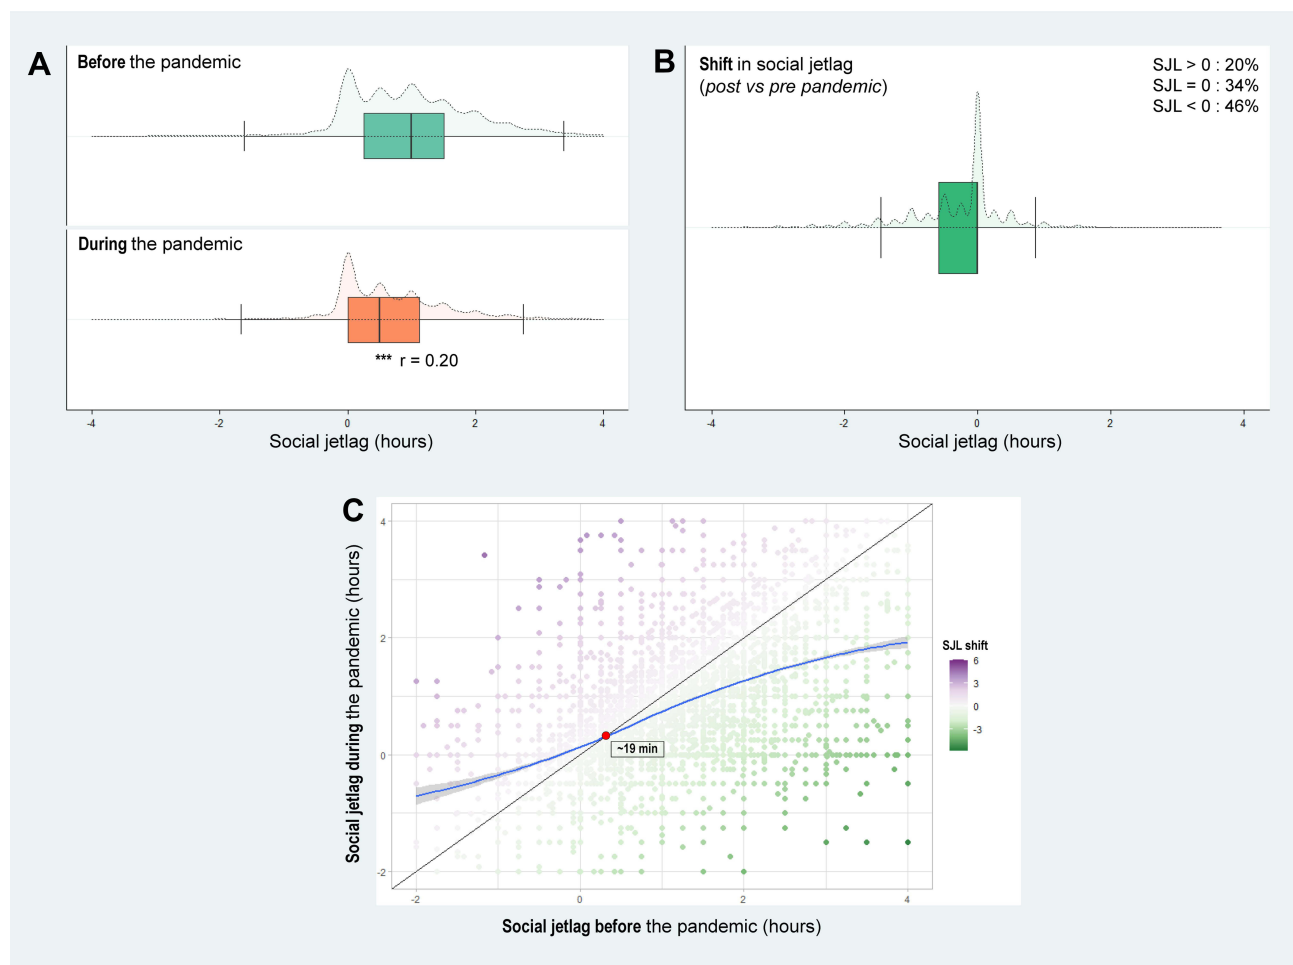 A
Before the pandemic
During the pandemic
*** r = 0.20
-4
-2
0
2
4
Social jetlag (hours)
B
Shift in social jetlag
(post vs pre pandemic)
SJL > 0 : 20%
SJL = 0 : 34%
SJL < 0 : 46%
-4
-2
0
2
4
Social jetlag (hours)
C
Social jetlag during the pandemic (hours)
4
2
0
-2
~19 min
-2
0
2
4
Social jetlag before the pandemic (hours)
SJL shift
6
3
0
-3